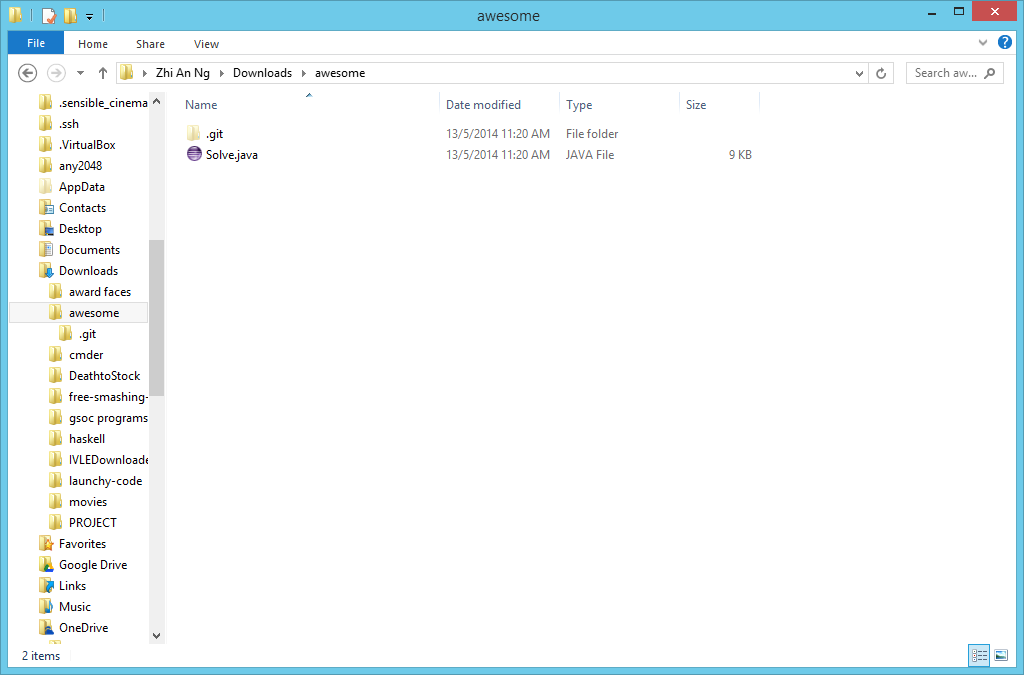 awesome
File Home Share View
Zhi An Ng Downloads awesome
Search aw...
Name Date modified Type Size
.git 13/5/2014 11:20 AM File folder
Solve.java 13/5/2014 11:20 AM JAVA File 9 KB
.sensible_cinema
.ssh
.VirtualBox
any2048
AppData
Contacts
Desktop
Documents
Downloads
award faces
awesome
.git
cmder
DeathtoStock
free-smashing-
gsoc programs
haskell
IVLEDownloade
launchy-code
movies
PROJECT
Favorites
Google Drive
Links
Music
OneDrive
2 items